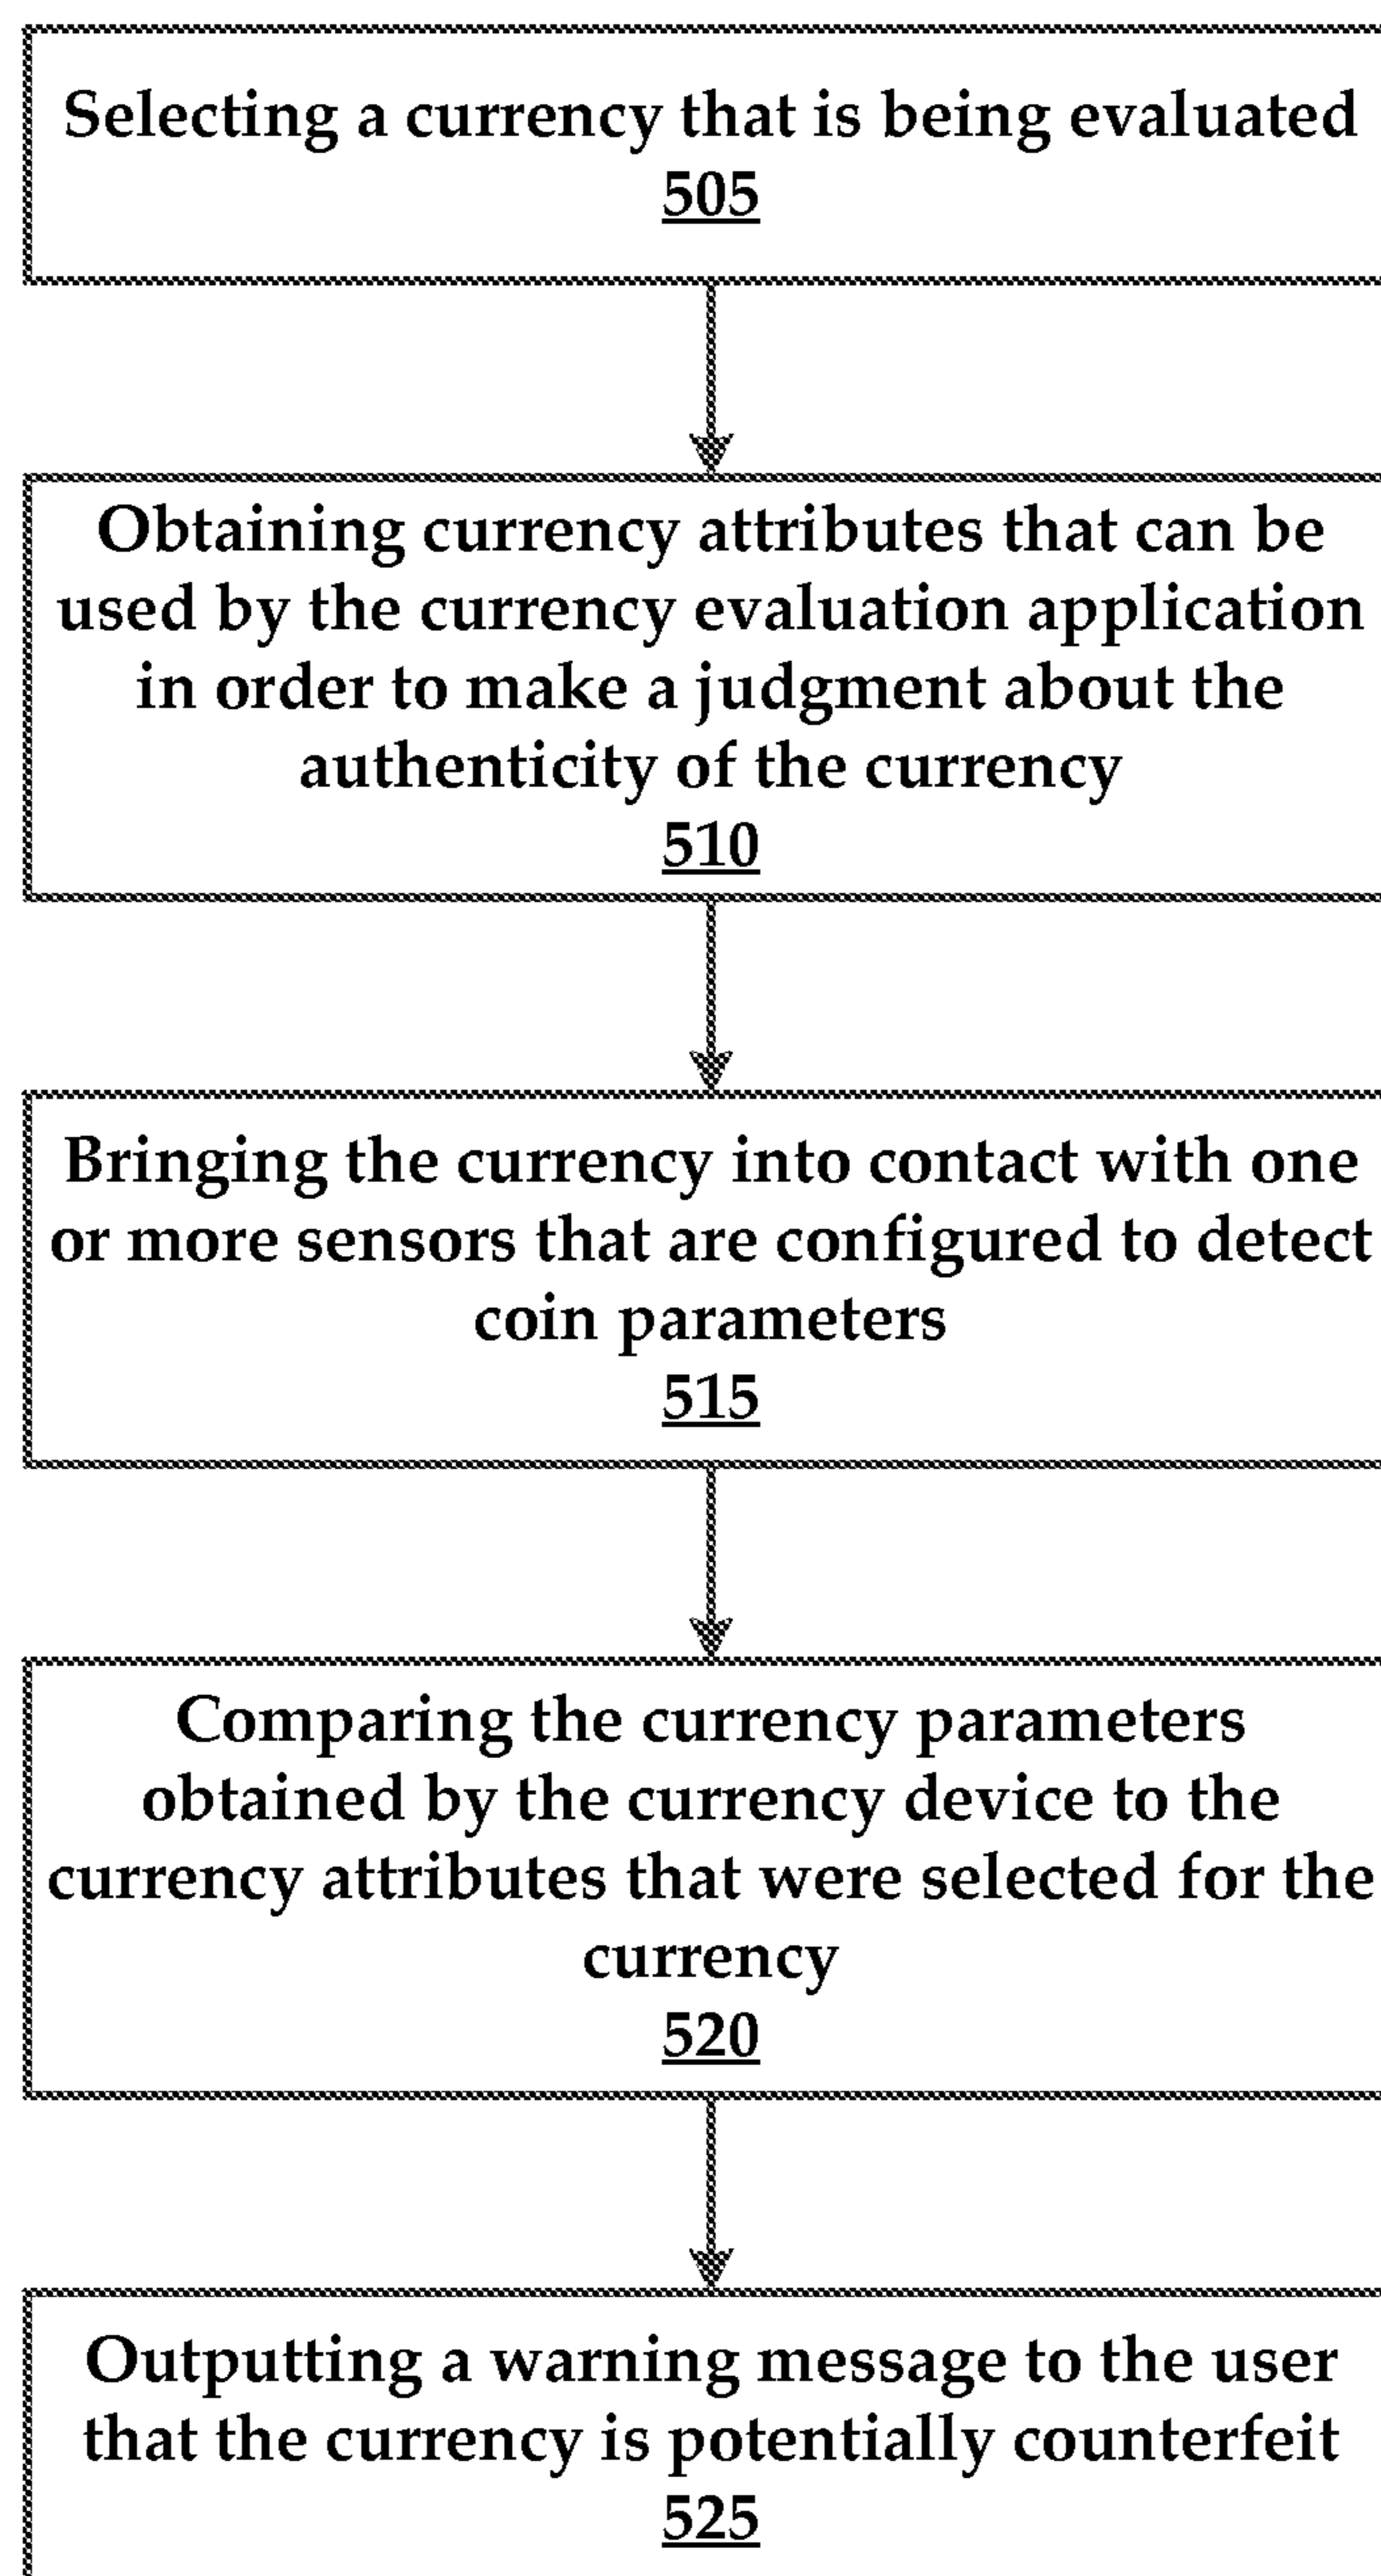 Selecting a currency that is being evaluated
505
Obtaining currency attributes that can be
used by the currency evaluation application
in order to make a judgment about the
authenticity of the currency
510
Bringing the currency into contact with one
or more sensors that are configured to detect
coin parameters
515
Comparing the currency parameters
obtained by the currency device to the
currency attributes that were selected for the
currency
520
Outputting a warning message to the user
that the currency is potentially counterfeit
525